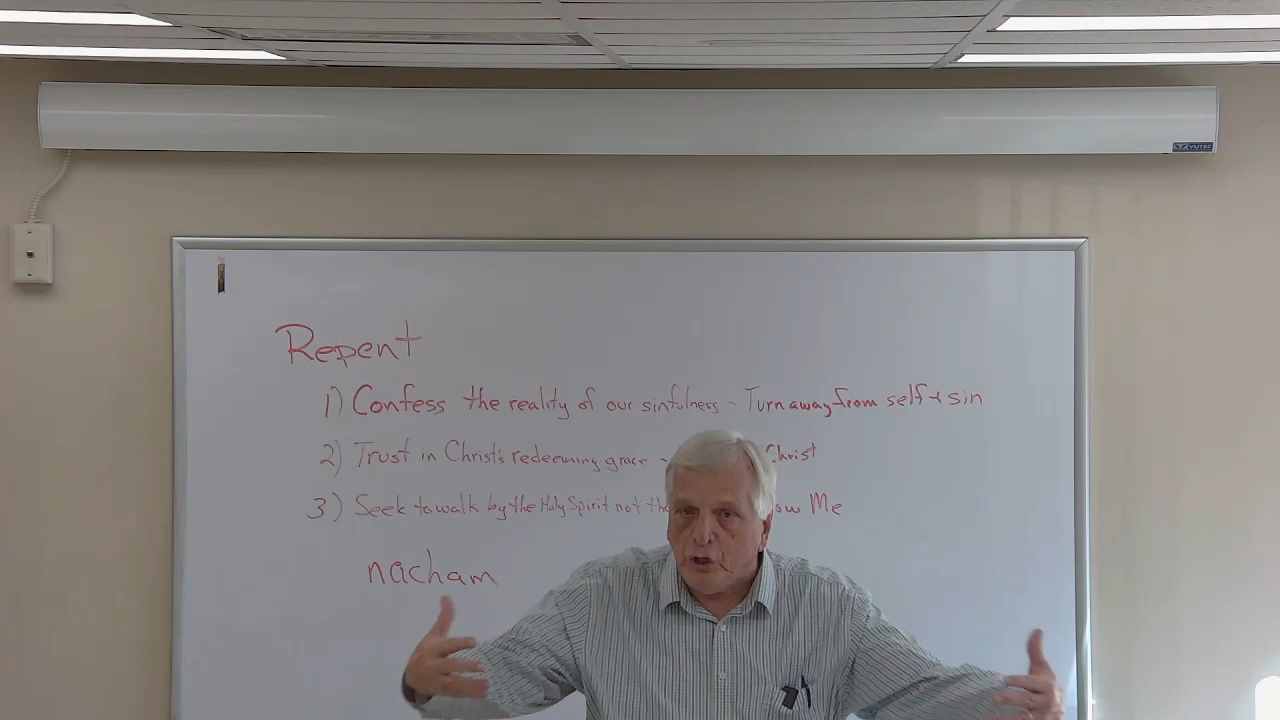 VUTEC
Repent
1) Confess the reality of our sinfulness - Turn away from self + sin
2) Trust in Christ's redeeming grace - Christ
3) Seek to walk by the Holy Spirit not Me
nacham